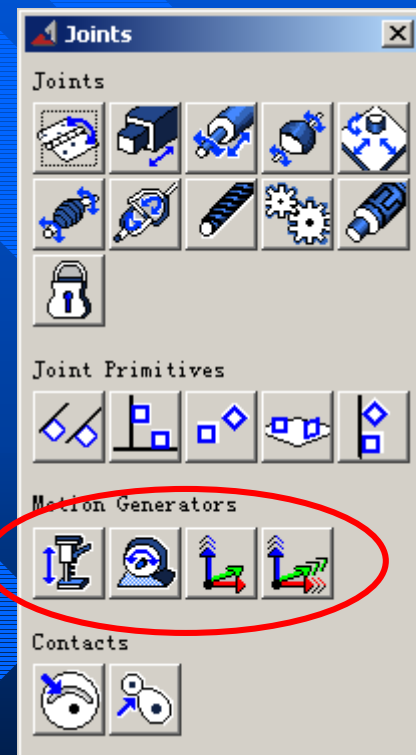 Joints
Joints
Joint Primitives
Motion Generators
Contacts